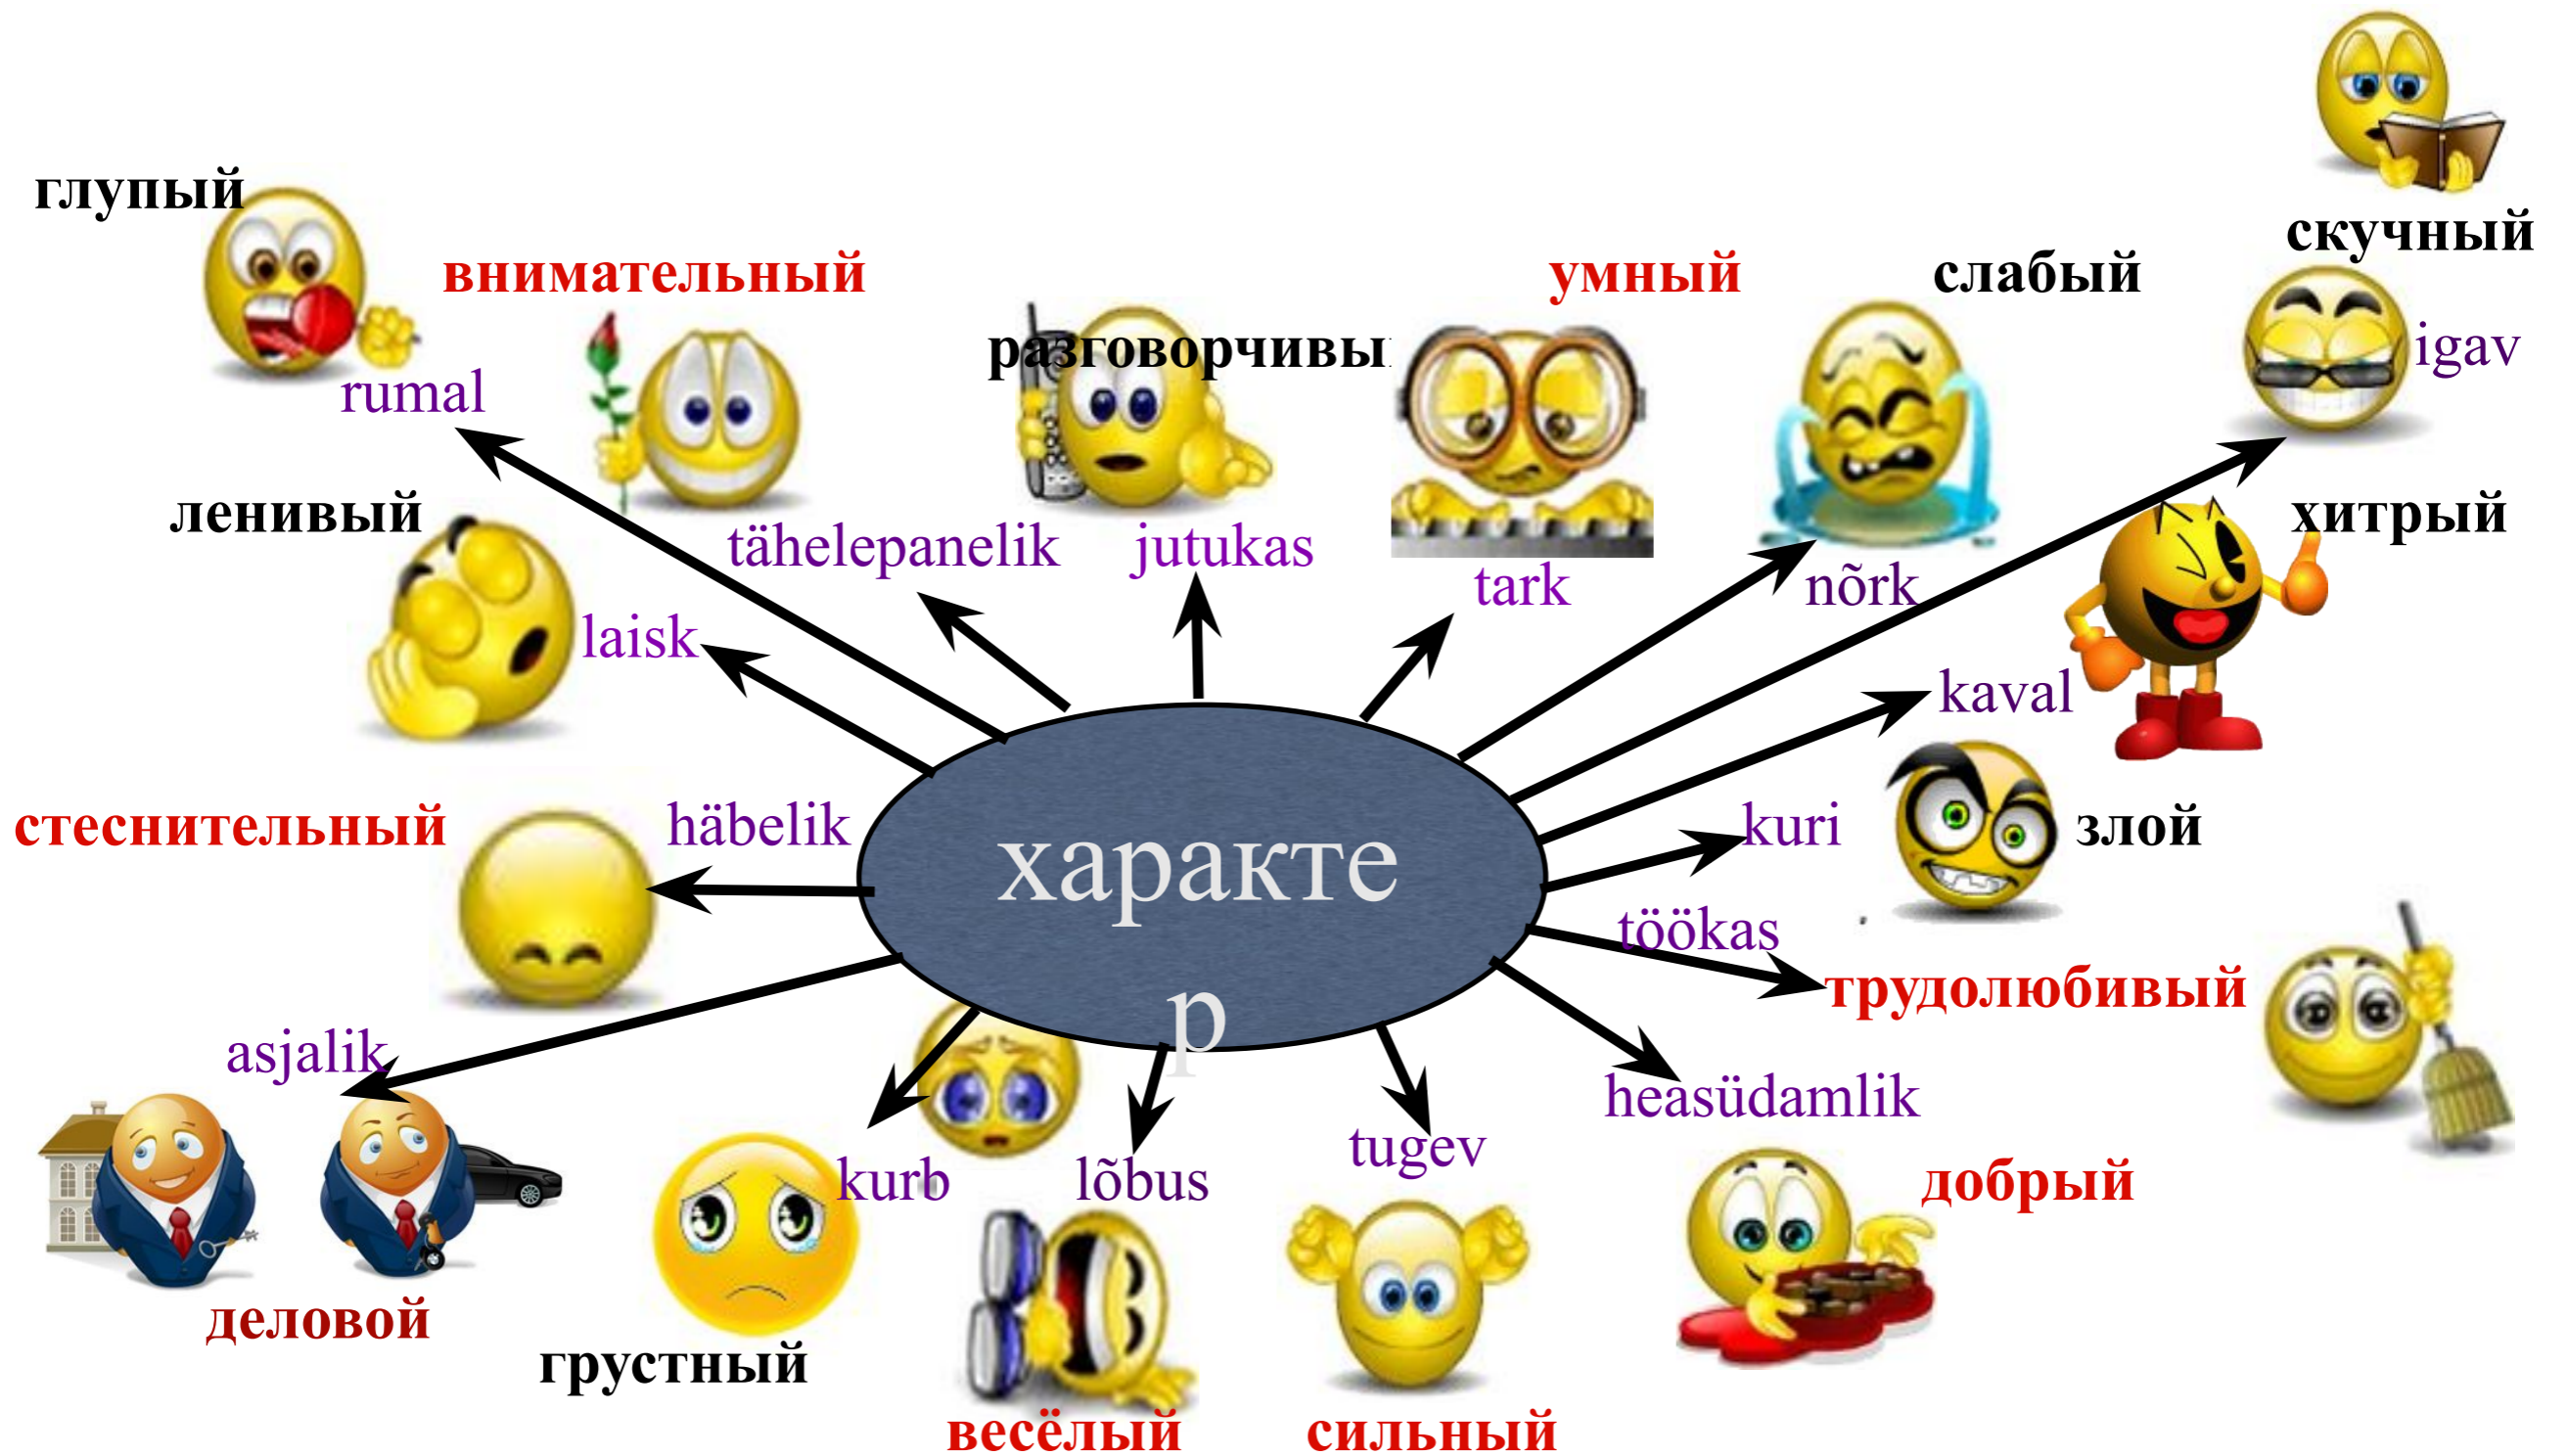 скучный
глупый
внимательный
умный
слабый
разговорчивы
igav
rumal
ленивый
хитрый
tähelepanelik
jutukas
tark
nõrk
laisk
kaval
стеснительный
häbelik
характе
р
kuri
злой
töökas
трудолюбивый
asjalik
heasüdamlik
tugev
kurb
lõbus
добрый
деловой
грустный
весёлый
сильный